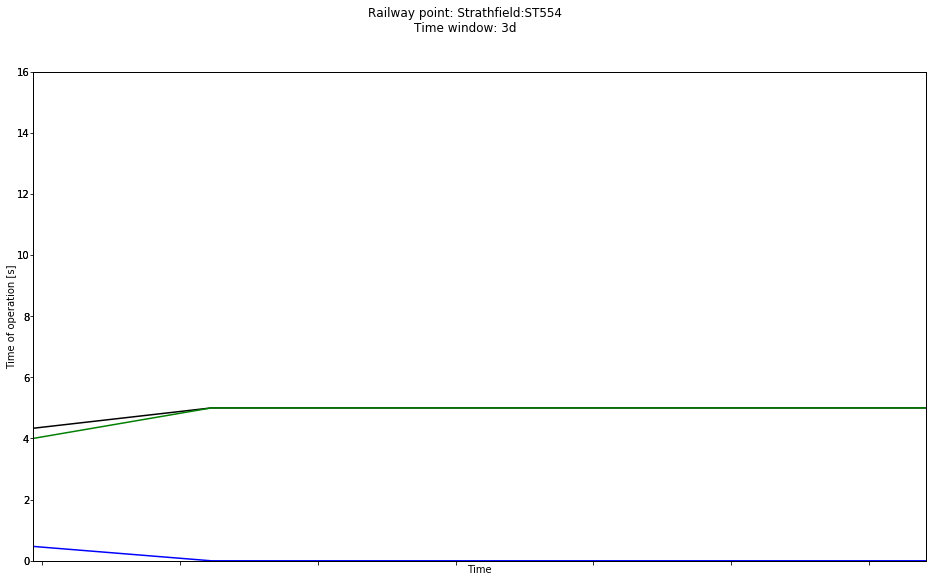 Railway point: Strathfield:ST554
Time window: 3d
16
14
12
10
8
6
4
2
0
Time of operation [s]
Time